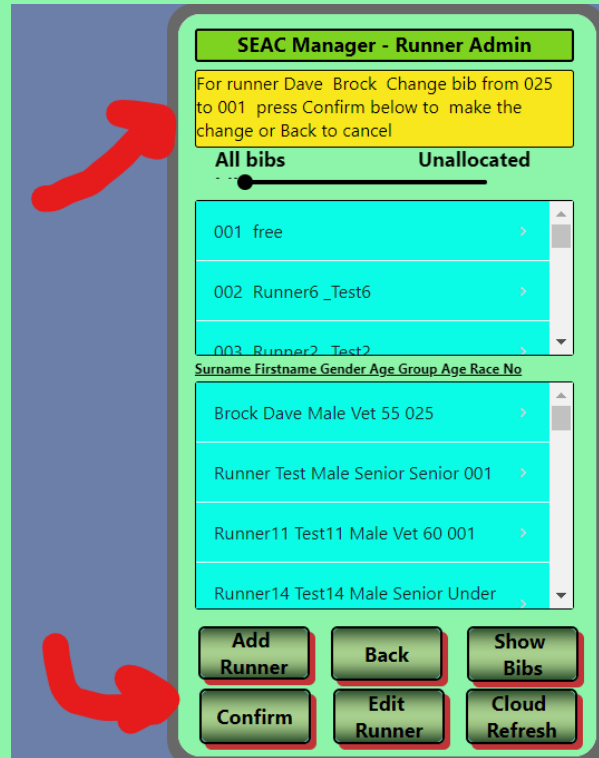 SEAC Manager - Runner Admin
For runner Dave  Brock  Change bib from 025
to 001  press Confirm below to  make the
change or Back to cancel
All bibs Unallocated
001  free
002  Runner6 _Test6
003  Runner2  Test2
Surname Firstname Gender Age Group Age Race No
Brock Dave Male Vet 55 025
Runner Test Male Senior Senior 001
Runner11 Test11 Male Vet 60 001
Runner14 Test14 Male Senior Under
Add Runner
Back
Show Bibs
Confirm
Edit Runner
Cloud Refresh